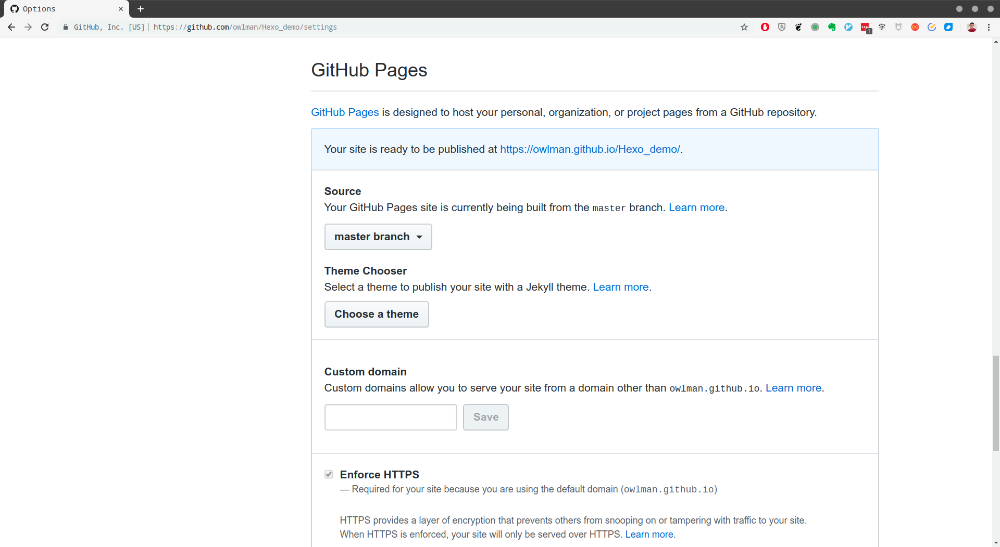 Options
GitHub, Inc. [US] | https://github.com/owlman/Hexo_demo/settings
1
字
GitHub Pages
GitHub Pages is designed to host your personal, organization, or project pages from a GitHub repository.
Your site is ready to be published at https://owlman.github.io/Hexo_demo/.
Source
Your GitHub Pages site is currently being built from the master branch. Learn more.
master branch
Theme Chooser
Select a theme to publish your site with a Jekyll theme. Learn more.
Choose a theme
Custom domain
Custom domains allow you to serve your site from a domain other than owlman.github.io. Learn more.
Save
Enforce HTTPS
— Required for your site because you are using the default domain (owlman.github.io)
HTTPS provides a layer of encryption that prevents others from snooping on or tampering with traffic to your site.
When HTTPS is enforced, your site will only be served over HTTPS. Learn more.